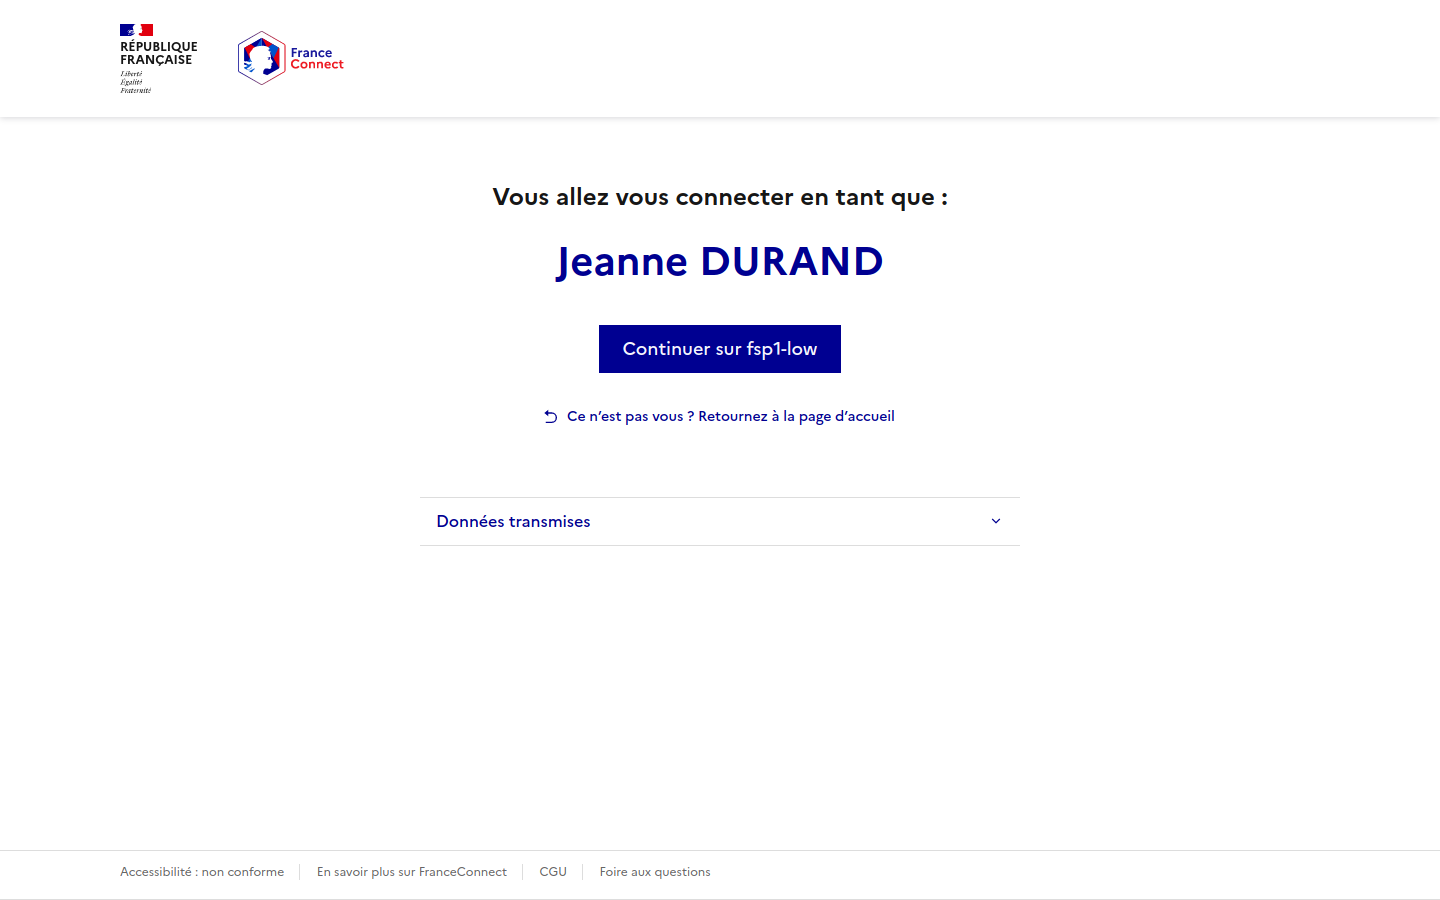 RÉPUBLIQUE
FRANÇAISE
Liberté
Égalité
Fraternité
France
Connect
Vous allez vous connecter en tant que :
Jeanne DURAND
Continuer sur fsp1-low
Ce n’est pas vous ? Retournez à la page d’accueil
Données transmises
Accessibilité : non conforme
En savoir plus sur FranceConnect
CGU
Foire aux questions